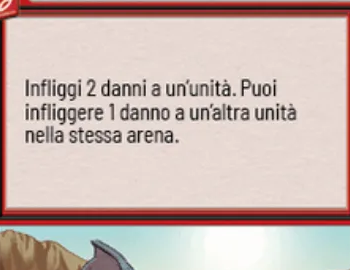 Infliggi 2 danni a un'unità. Puoi
infliggere 1 danno a un'altra unità
nella stessa arena.